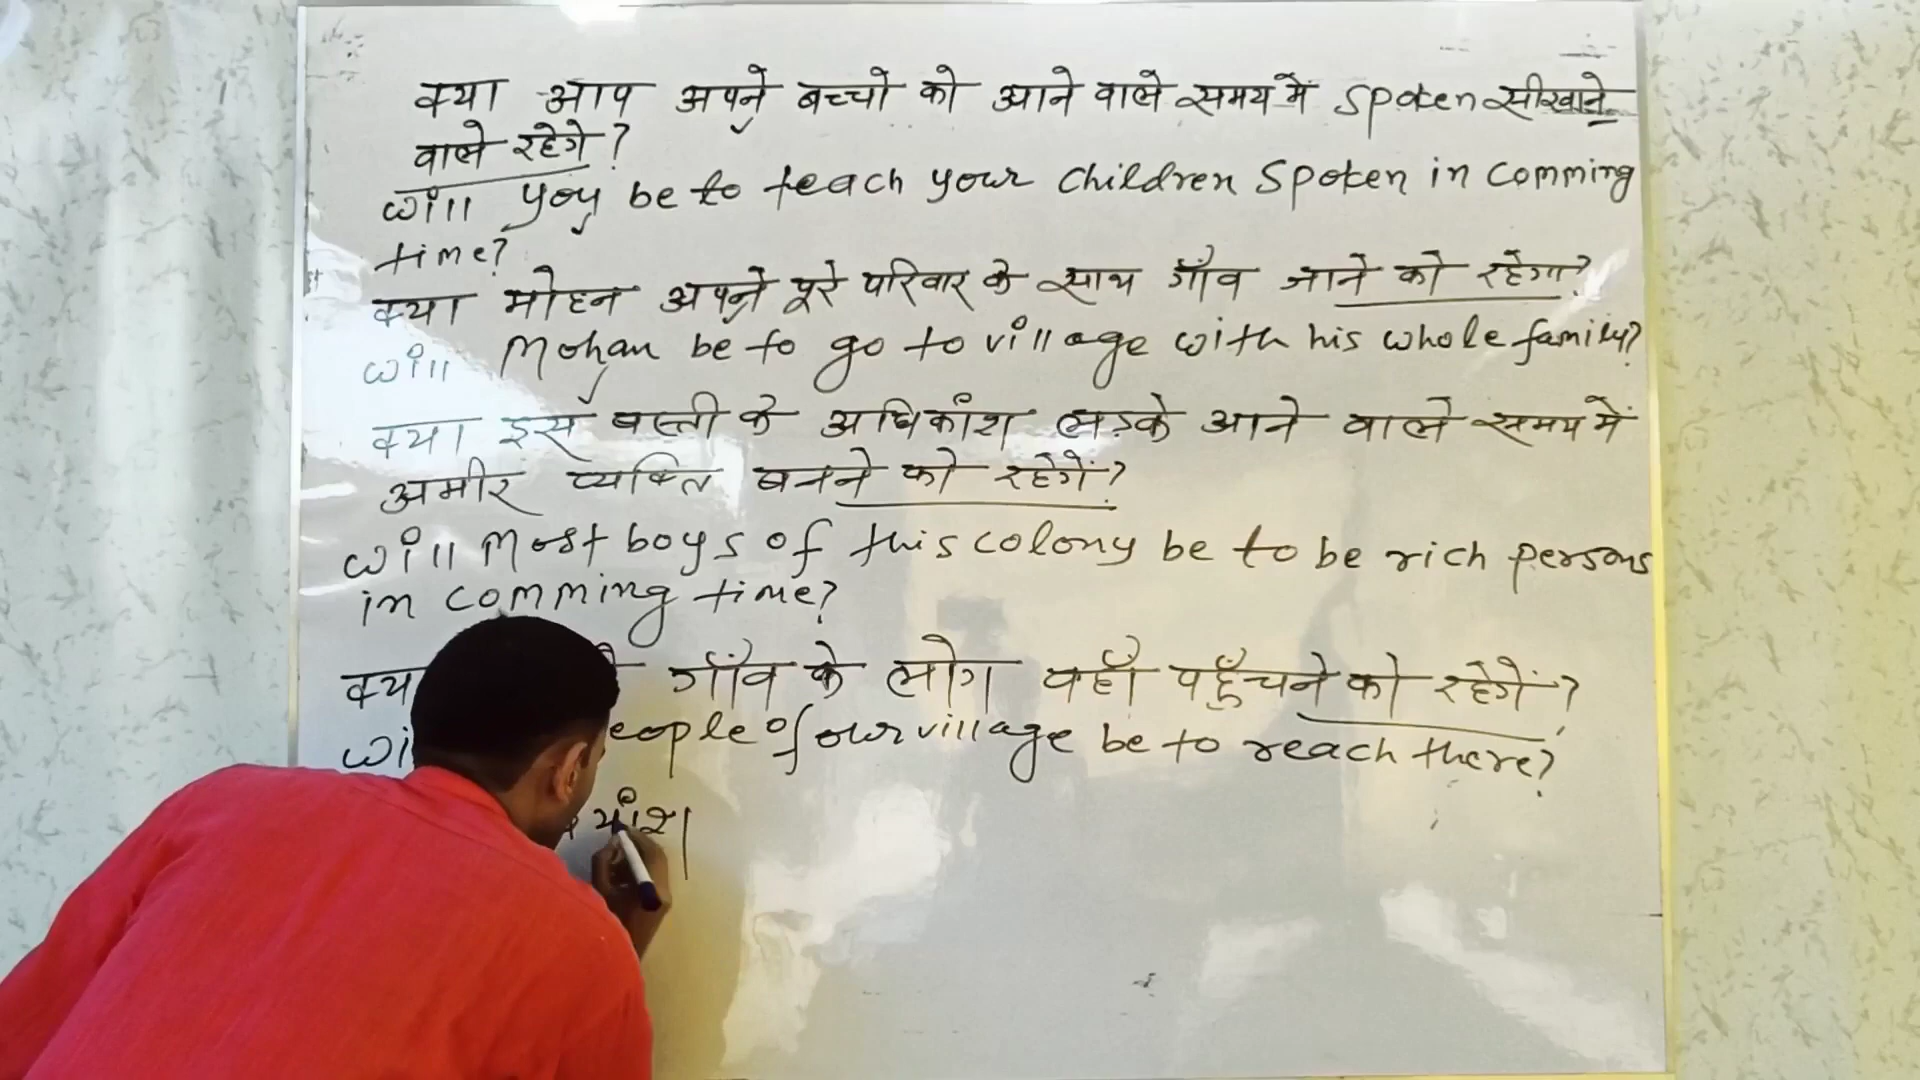 क्या आप अपने बच्चो को आने वाले समय में Spoken सीखाने
वाले रहेगे?
will you be to teach your children Spoken in comming
time?
क्या मोहन अपने पूरे परिवार के साथ गाँव जाने को रहेगा?
will Mohan be to go to village with his whole family?
क्या इस बस्ती के अधिकांश लड़के आने वाले समय में
अमीर व्यक्ति बनने को रहेगें?
will Most boys of this colony be to be rich persons
in comming time?
क्या गाँव के लोग वहाँ पहुँचने को रहेगें?
of our village be to reach there?